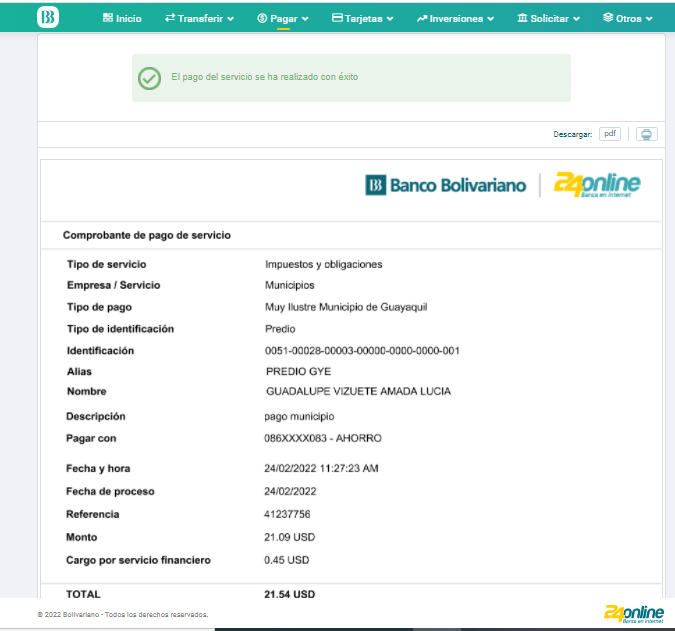 B Inicio Transferir Pagar Tarjetas Inversiones Solicitar Otros
El pago del servicio se ha realizado con éxito
Descargar: pdf
B Banco Bolivariano 24online
Banca en internet
Comprobante de pago de servicio
Tipo de servicio Impuestos y obligaciones
Empresa / Servicio Municipios
Tipo de pago Muy Ilustre Municipio de Guayaquil
Tipo de identificación Predio
Identificación 0051-00028-00003-00000-0000-0000-001
Alias PREDIO GYE
Nombre GUADALUPE VIZUETE AMADA LUCIA
Descripción pago municipio
Pagar con 086XXXX083 - AHORRO
Fecha y hora 24/02/2022 11:27:23 AM
Fecha de proceso 24/02/2022
Referencia 41237756
Monto 21.09 USD
Cargo por servicio financiero 0.45 USD
TOTAL 21.54 USD
© 2022 Bolivariano - Todos los derechos reservados. 24online
Banca en internet